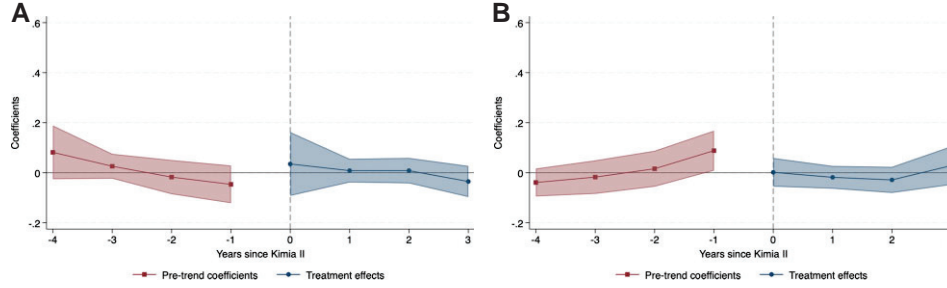 A
.6
.4
.2
0
-.2
Coefficients
-4 -3 -2 -1 0 1 2 3
Years since Kimia II
Pre-trend coefficients Treatment effects
B
.6
.4
.2
0
-.2
Coefficients
-4 -3 -2 -1 0 1 2
Years since Kimia II
Pre-trend coefficients Treatment effects